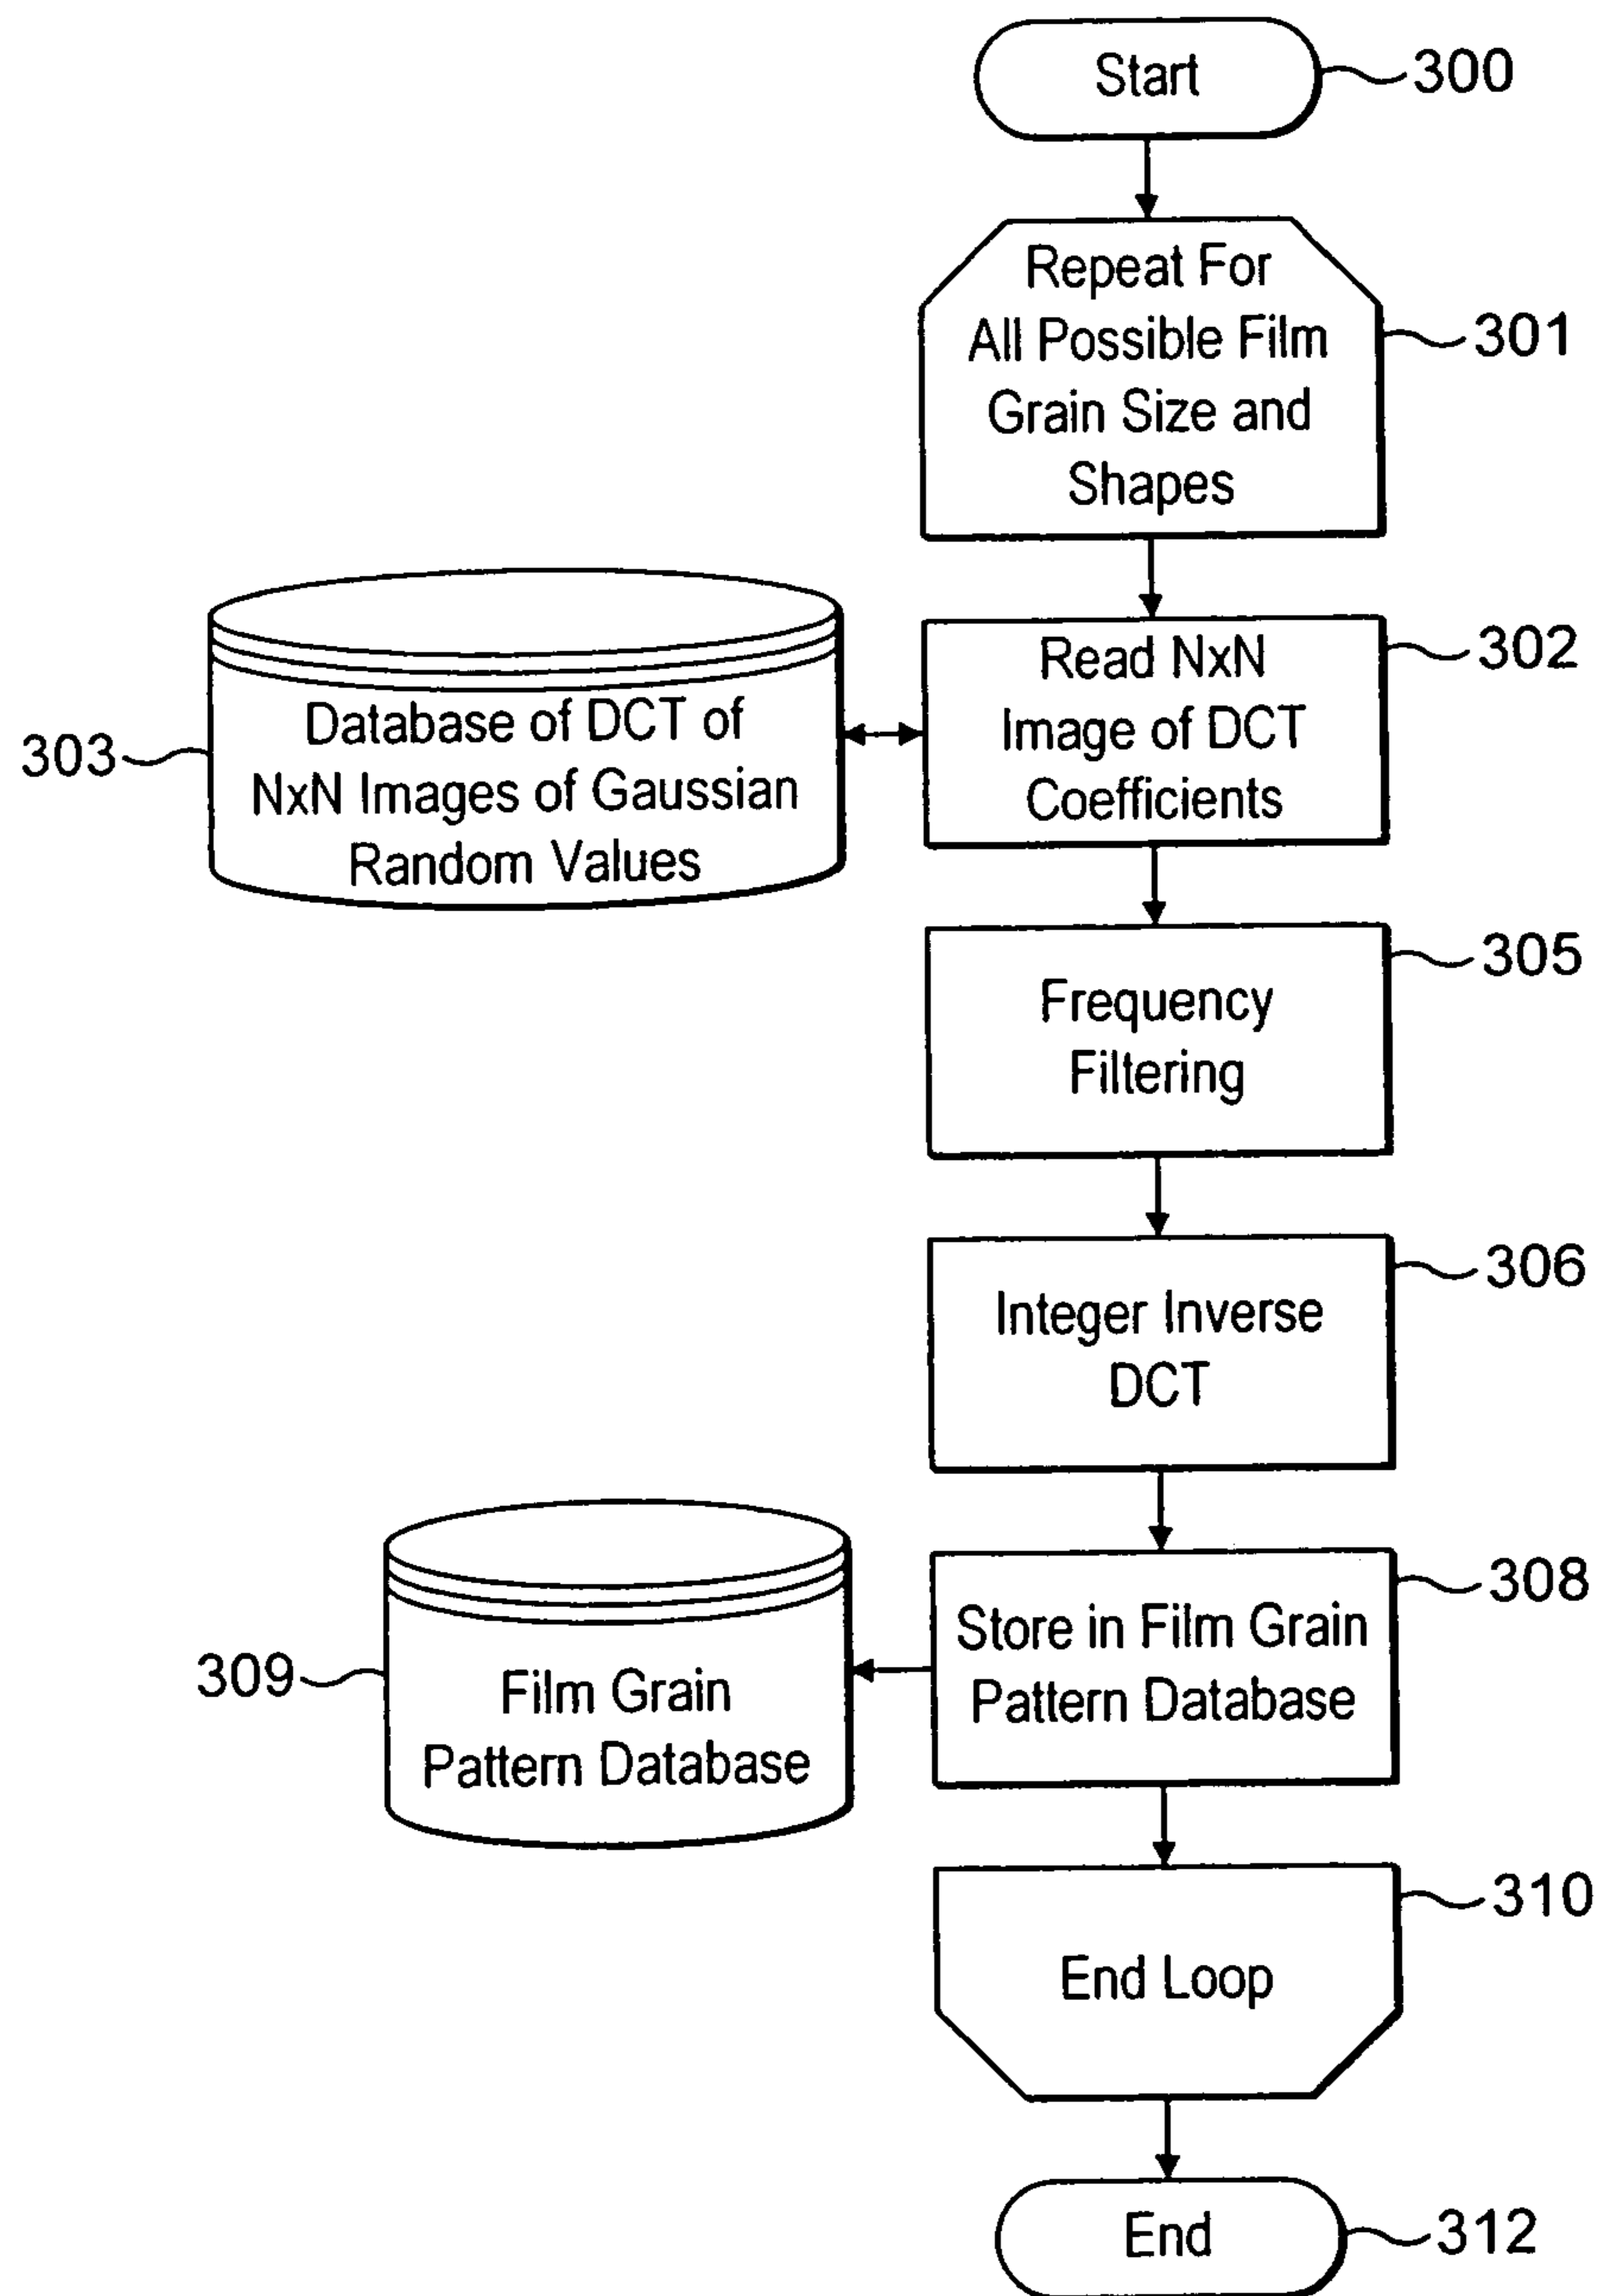 Start
300
Repeat For
All Possible Film
Grain Size and
Shapes
301
Read NxN
Image of DCT
Coefficients
302
Database of DCT of
NxN Images of Gaussian
Random Values
303
Frequency
Filtering
305
Integer Inverse
DCT
306
Store in Film Grain
Pattern Database
308
Film Grain
Pattern Database
309
End Loop
310
End
312